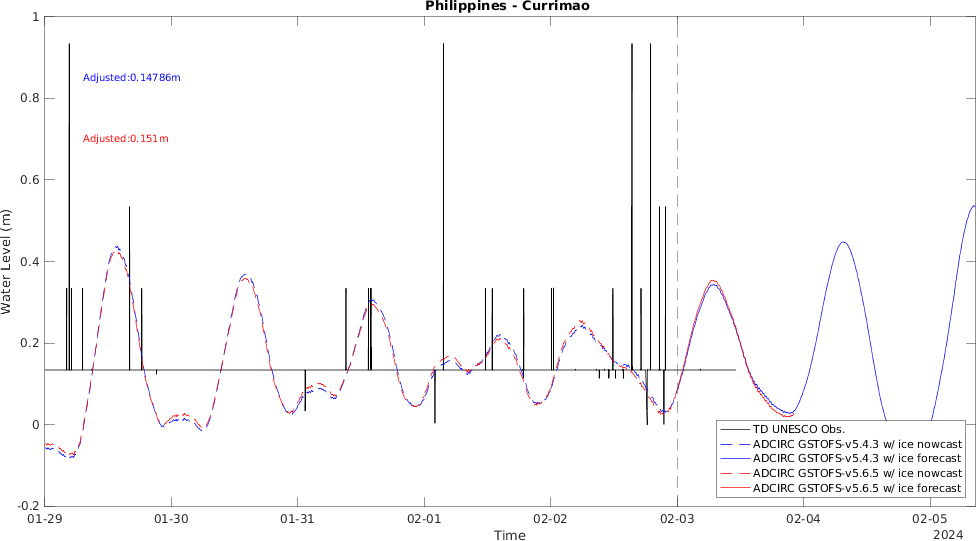 Philippines - Currimao
1
0.8
0.6
0.4
0.2
0
-0.2
Water Level (m)
Adjusted:0.14786m
Adjusted:0.151m
TD UNESCO Obs.
ADCIRC GSTOFS-v5.4.3 w/ ice nowcast
ADCIRC GSTOFS-v5.4.3 w/ ice forecast
ADCIRC GSTOFS-v5.6.5 w/ ice nowcast
ADCIRC GSTOFS-v5.6.5 w/ ice forecast
01-29 01-30 01-31 02-01 02-02 02-03 02-04 02-05
Time
2024